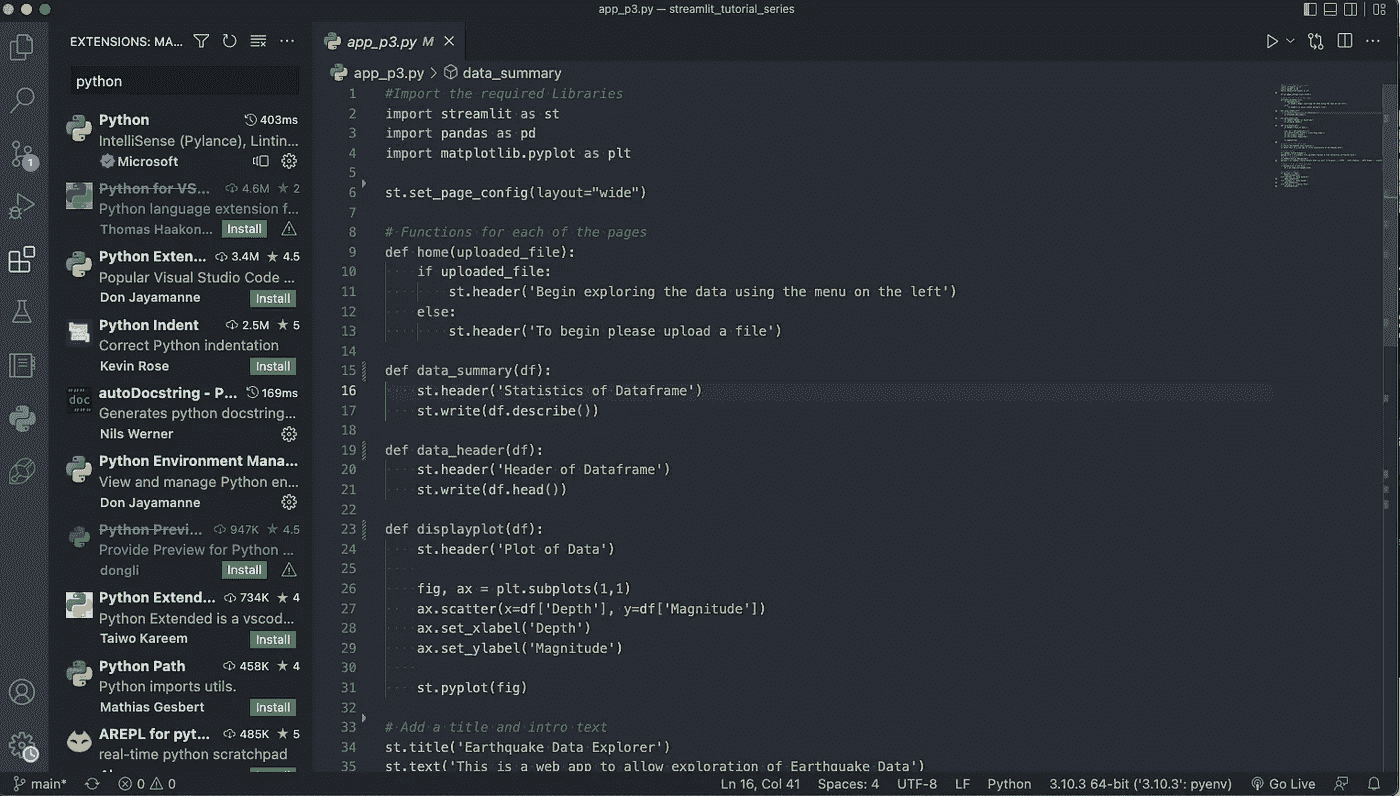 app_p3.py — streamlit_tutorial_series
EXTENSIONS: MA...
python
Python 403ms
IntelliSense (Pylance), Lintin...
Microsoft
Python for VS... 4.6M ★ 2
Python language extension f...
Thomas Haakon... Install
Python Exten... 3.4M ★ 4.5
Popular Visual Studio Code ...
Don Jayamanne Install
Python Indent 2.5M ★ 5
Correct Python indentation
Kevin Rose Install
doc
autoDocstring - P... 169ms
Generates python docstring...
Nils Werner
Python Environment Mana...
View and manage Python en...
Don Jayamanne
Python Previ... 947K ★ 4.5
Provide Preview for Python ...
dongli Install
Python Extend... 734K ★ 4
Python Extended is a vscod...
Taiwo Kareem Install
Python Path 458K ★ 4
Python imports utils.
Mathias Gesbert Install
AREPL for pyt... 485K ★ 5
real-time python scratchpad
1
app_p3.py M
app_p3.py > data_summary
1 #Import the required Libraries
2 import streamlit as st
3 import pandas as pd
4 import matplotlib.pyplot as plt
5
6 st.set_page_config(layout="wide")
7
8 # Functions for each of the pages
9 def home(uploaded_file):
10     if uploaded_file:
11         st.header('Begin exploring the data using the menu on the left')
12     else:
13         st.header('To begin please upload a file')
14
15 def data_summary(df):
16     st.header('Statistics of Dataframe')
17     st.write(df.describe())
18
19 def data_header(df):
20     st.header('Header of Dataframe')
21     st.write(df.head())
22
23 def displayplot(df):
24     st.header('Plot of Data')
25
26     fig, ax = plt.subplots(1,1)
27     ax.scatter(x=df['Depth'], y=df['Magnitude'])
28     ax.set_xlabel('Depth')
29     ax.set_ylabel('Magnitude')
30
31     st.pyplot(fig)
32
33 # Add a title and intro text
34 st.title('Earthquake Data Explorer')
35 st.text('This is a web app to allow exploration of Earthquake Data')
main* 0 0 Ln 16, Col 41 Spaces: 4 UTF-8 LF Python 3.10.3 64-bit ('3.10.3': pyenv) Go Live